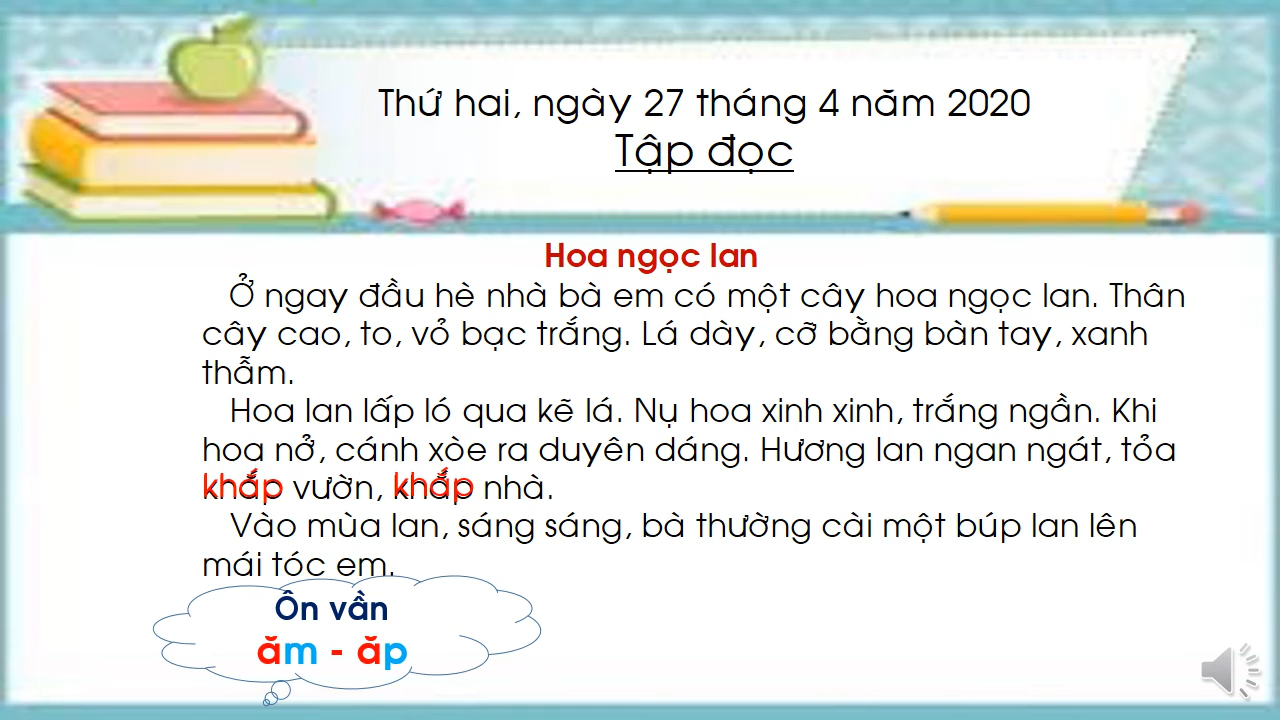 Thứ hai, ngày 27 tháng 4 năm 2020
Tập đọc
Hoa ngọc lan
Ở ngay đầu hè nhà bà em có một cây hoa ngọc lan. Thân
cây cao, to, vỏ bạc trắng. Lá dày, cỡ bằng bàn tay, xanh
thẫm.
Hoa lan lấp ló qua kẽ lá. Nụ hoa xinh xinh, trắng ngần. Khi
hoa nở, cánh xòe ra duyên dáng. Hương lan ngan ngát, tỏa
khắp vườn, khắp nhà.
Vào mùa lan, sáng sáng, bà thường cài một búp lan lên
mái tóc em.
Ôn vần
ăm - ăp